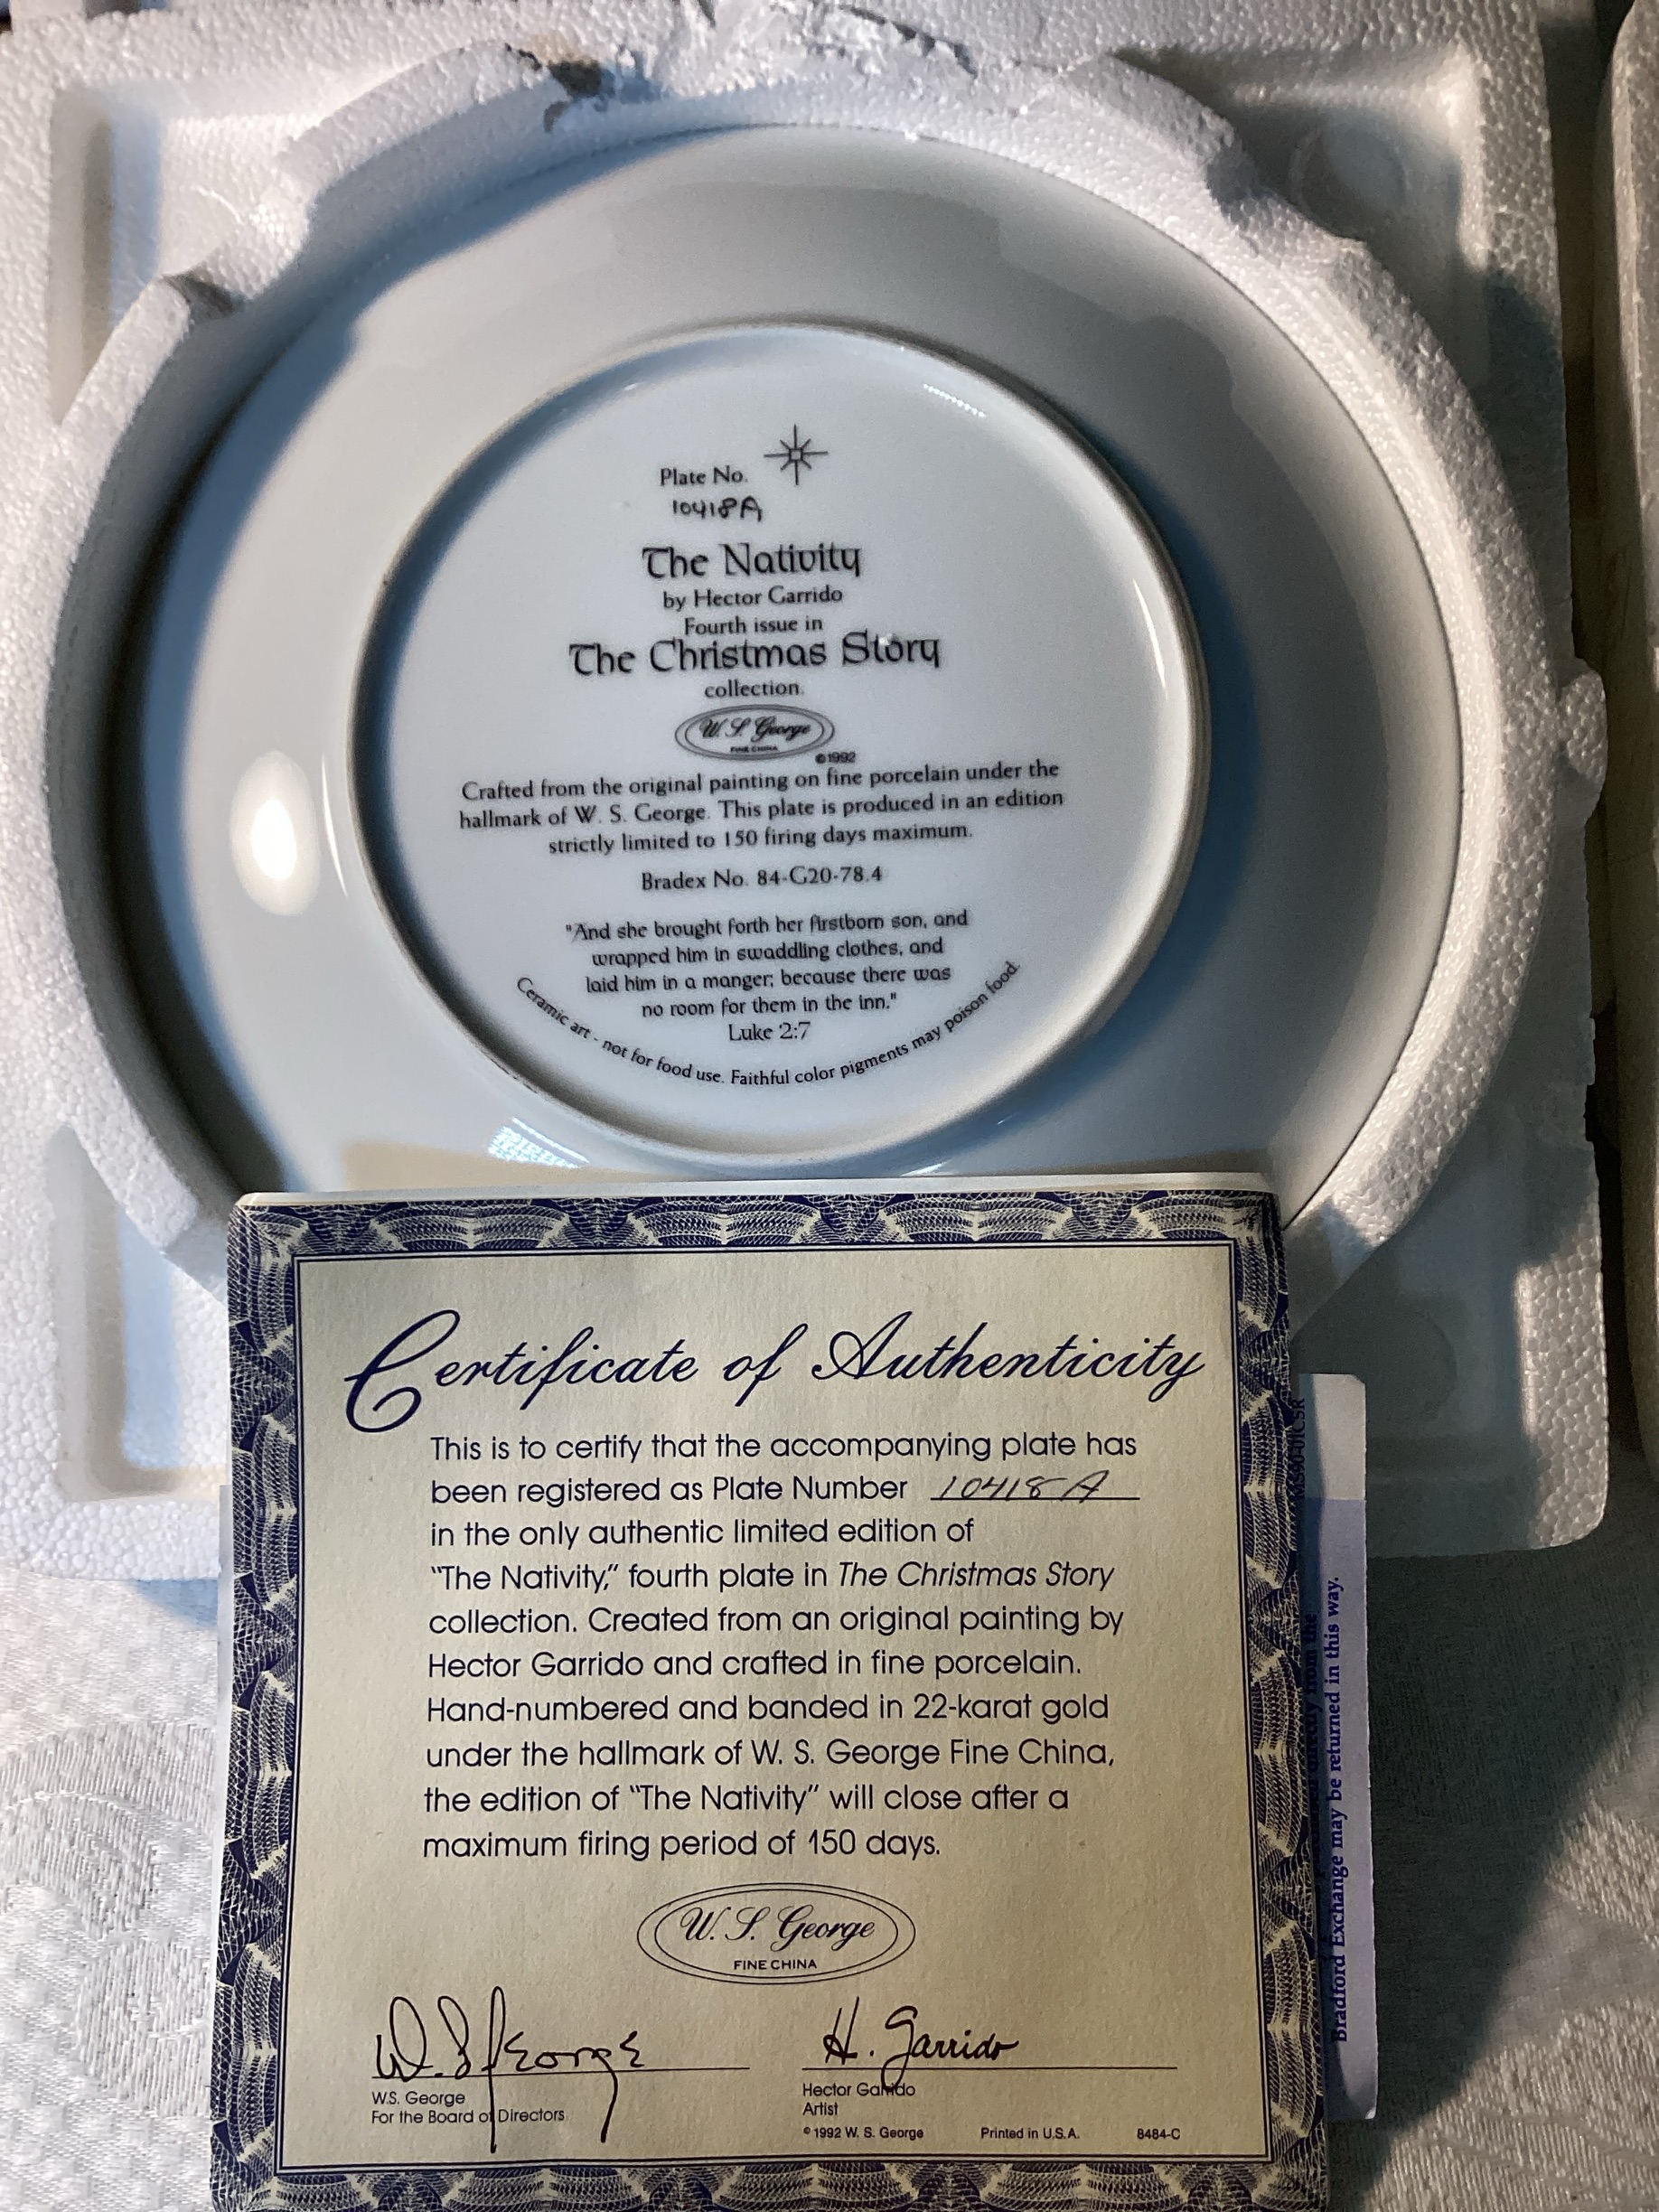 Plate No.
10418A
The Nativity
by Hector Garrido
Fourth issue in
The Christmas Story
collection.
W. S. George
FINE CHINA
©1992
Crafted from the original painting on fine porcelain under the
hallmark of W. S. George. This plate is produced in an edition
strictly limited to 150 firing days maximum.
Bradex No. 84-G20-78.4
"And she brought forth her firstborn son, and
wrapped him in swaddling clothes, and
laid him in a manger; because there was
no room for them in the inn."
Luke 2:7
Ceramic art - not for food use. Faithful color pigments may poison food.
Certificate of Authenticity
This is to certify that the accompanying plate has
been registered as Plate Number 10418A
in the only authentic limited edition of
"The Nativity," fourth plate in The Christmas Story
collection. Created from an original painting by
Hector Garrido and crafted in fine porcelain.
Hand-numbered and banded in 22-karat gold
under the hallmark of W. S. George Fine China,
the edition of "The Nativity" will close after a
maximum firing period of 150 days.
W. S. George
FINE CHINA
W. S. George
H. Garrido
W.S. George
For the Board of Directors
Hector Garrido
Artist
©1992 W. S. George
Printed in U.S.A.
8484-C
directly from the
Bradford Exchange may be returned in this way.